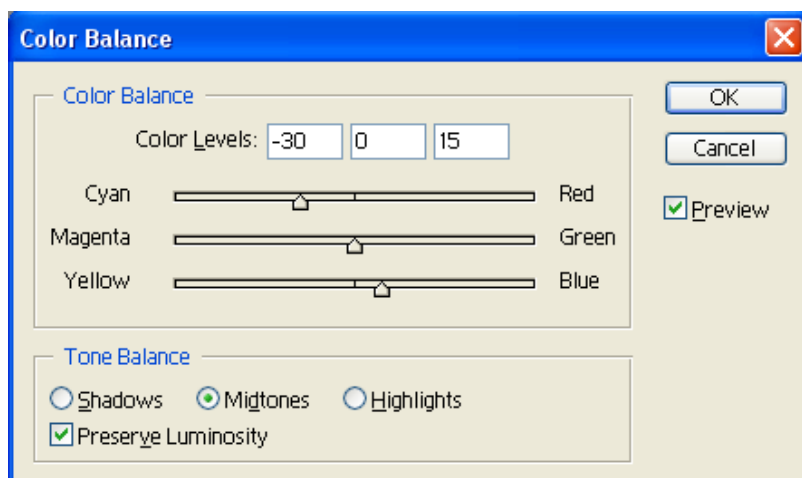 Color Balance
Color Balance
OK
Color Levels: -30 0 15
Cancel
Cyan Red
Preview
Magenta Green
Yellow Blue
Tone Balance
Shadows Midtones Highlights
Preserve Luminosity